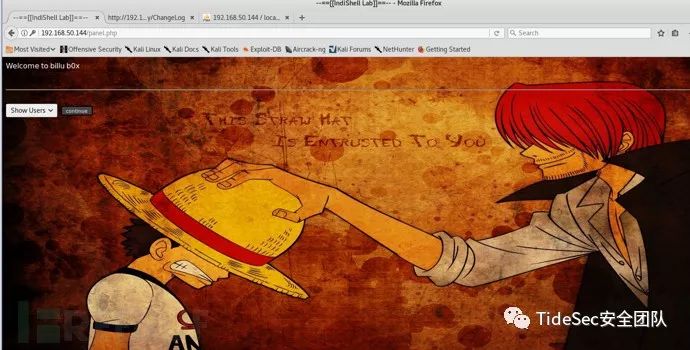 --==[[IndiShell Lab]]==-- - Mozilla Firefox
--==[[IndiShell Lab]]==-- × http://192.1...y/ChangeLog × 192.168.50.144 / loca... ×
192.168.50.144/panel.php Search
Most Visited Offensive Security Kali Linux Kali Docs Kali Tools Exploit-DB Aircrack-ng Kali Forums NetHunter Getting Started
Welcome to billu b0x
Show Users continue
This Straw Hat
Is Entrusted To You
AN
TideSec安全团队